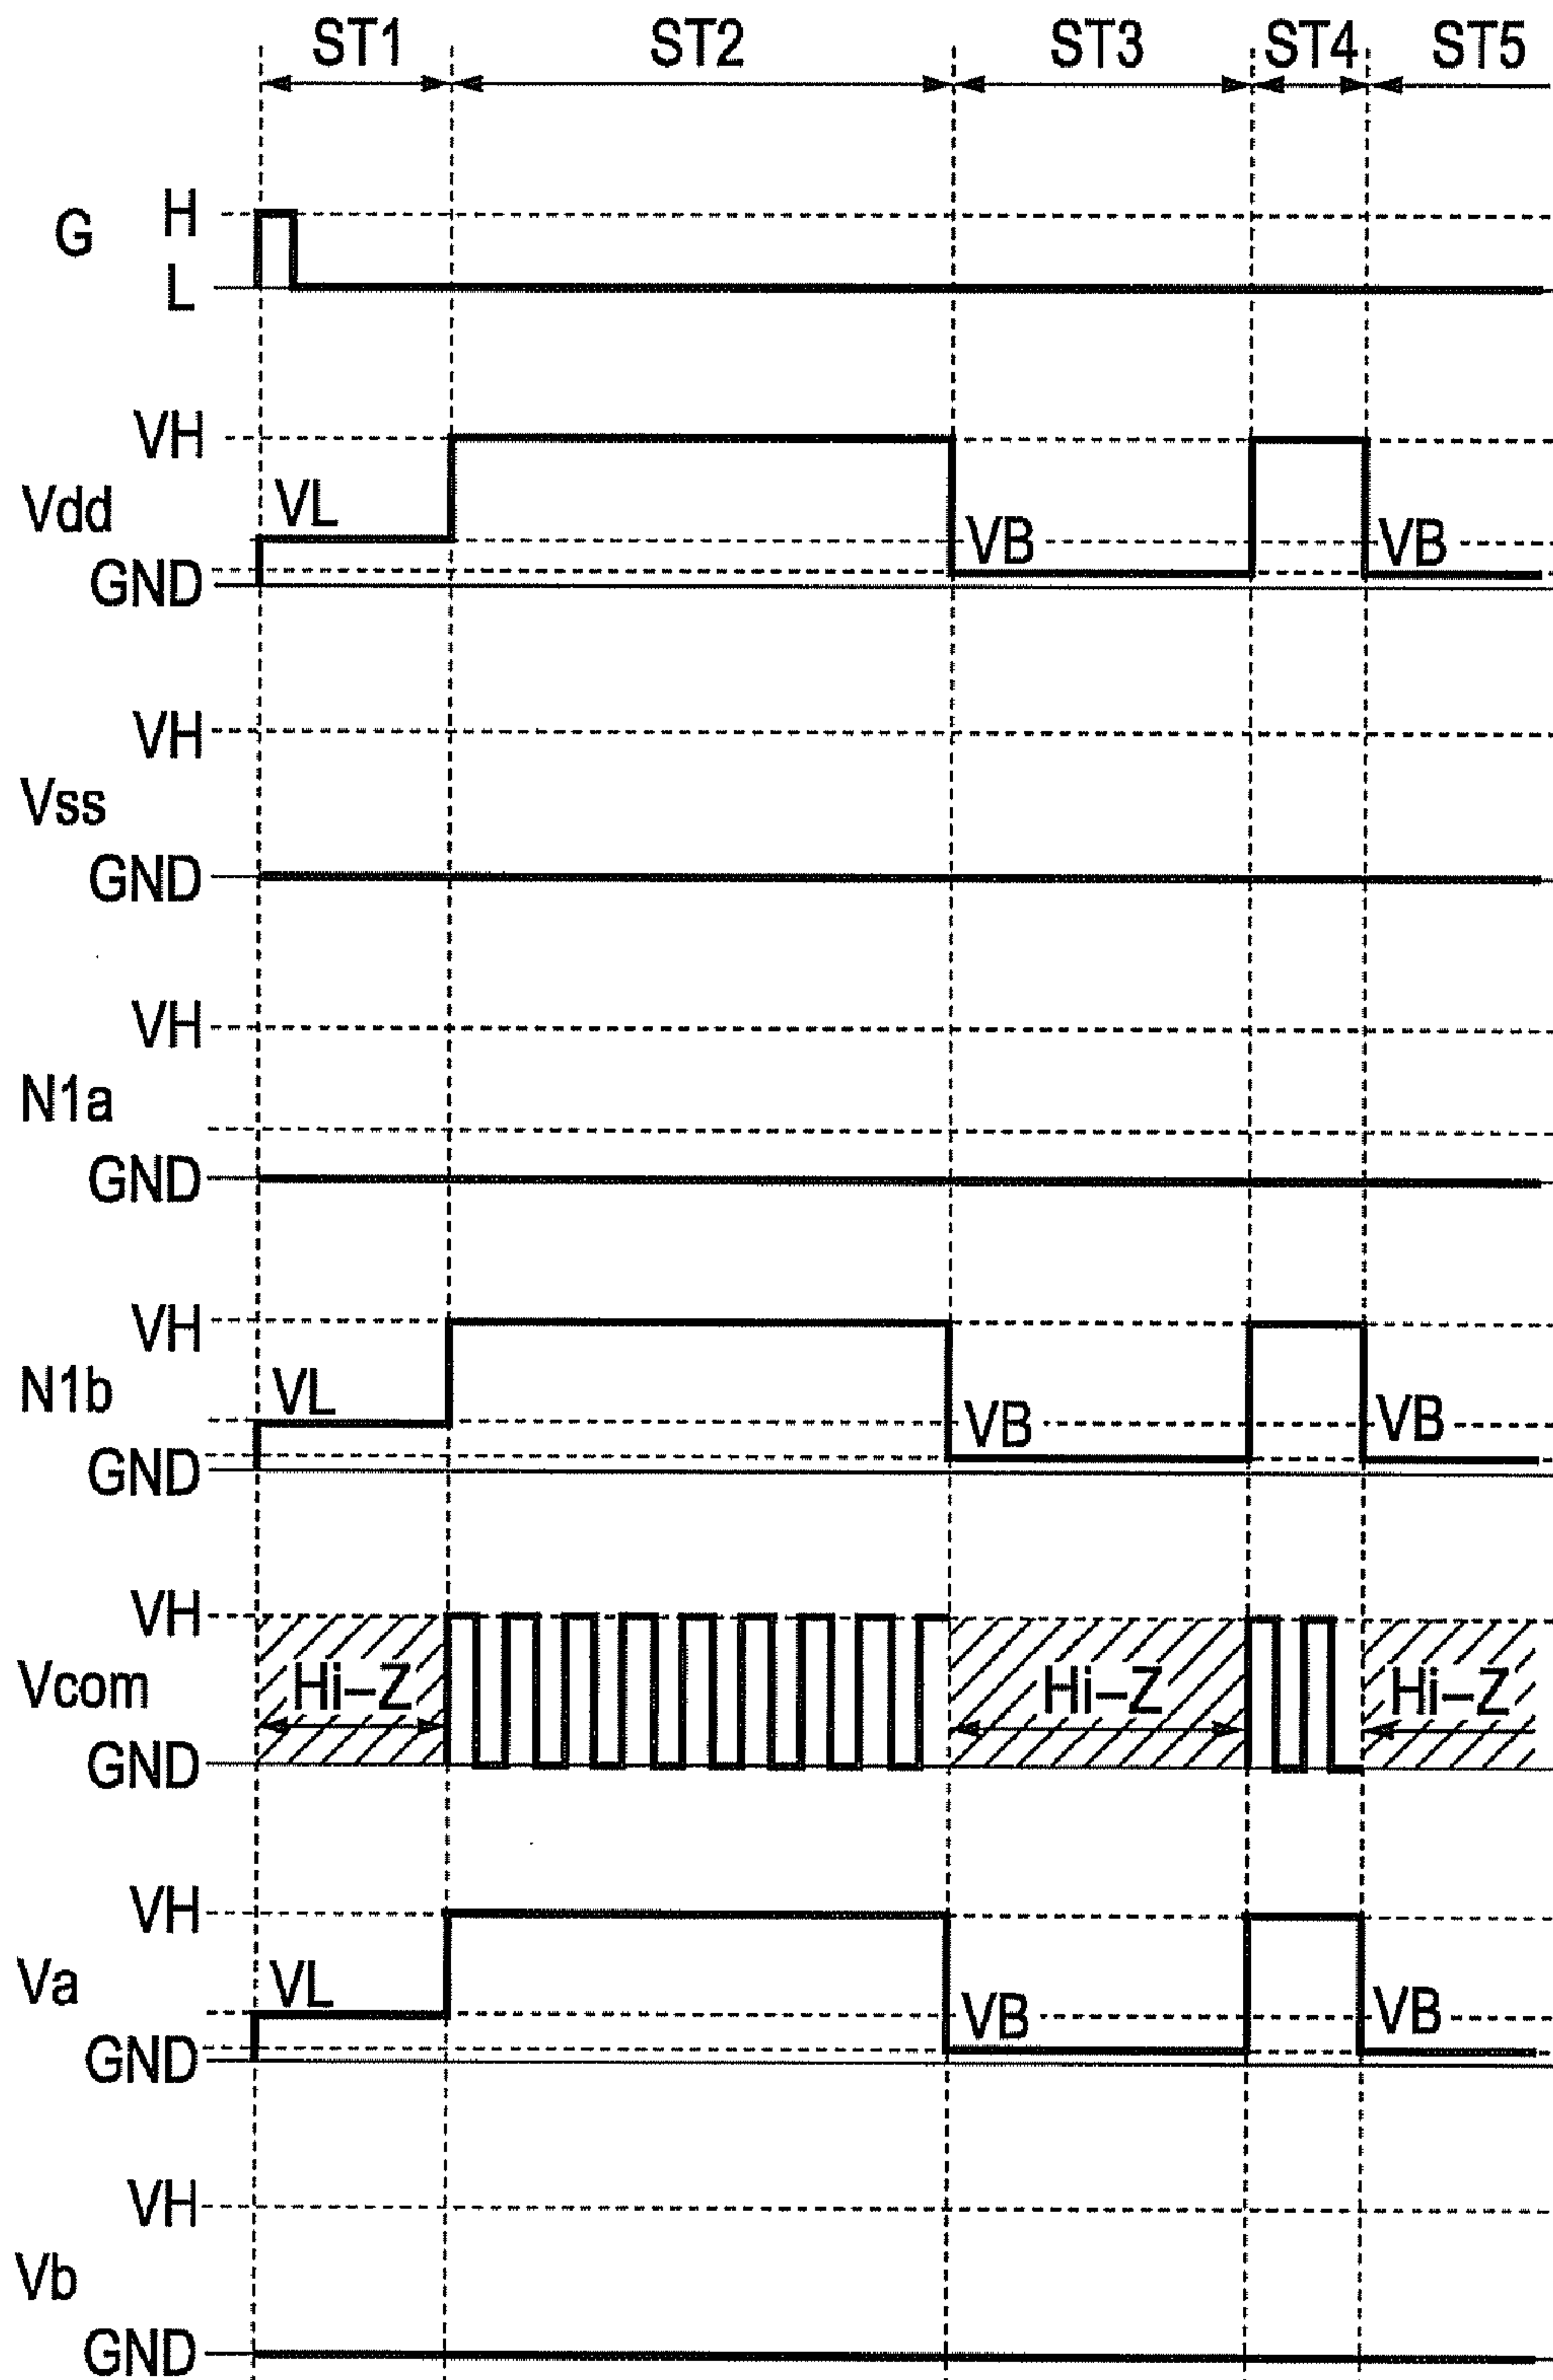 ST1 ST2 ST3 ST4 ST5
H
G
L
VH
Vdd VL
VB VB
GND
VH
Vss
GND
VH
N1a
GND
VH
N1b VL
VB VB
GND
VH
Vcom Hi–Z Hi–Z Hi–Z
GND
VH
Va VL
VB VB
GND
VH
Vb
GND